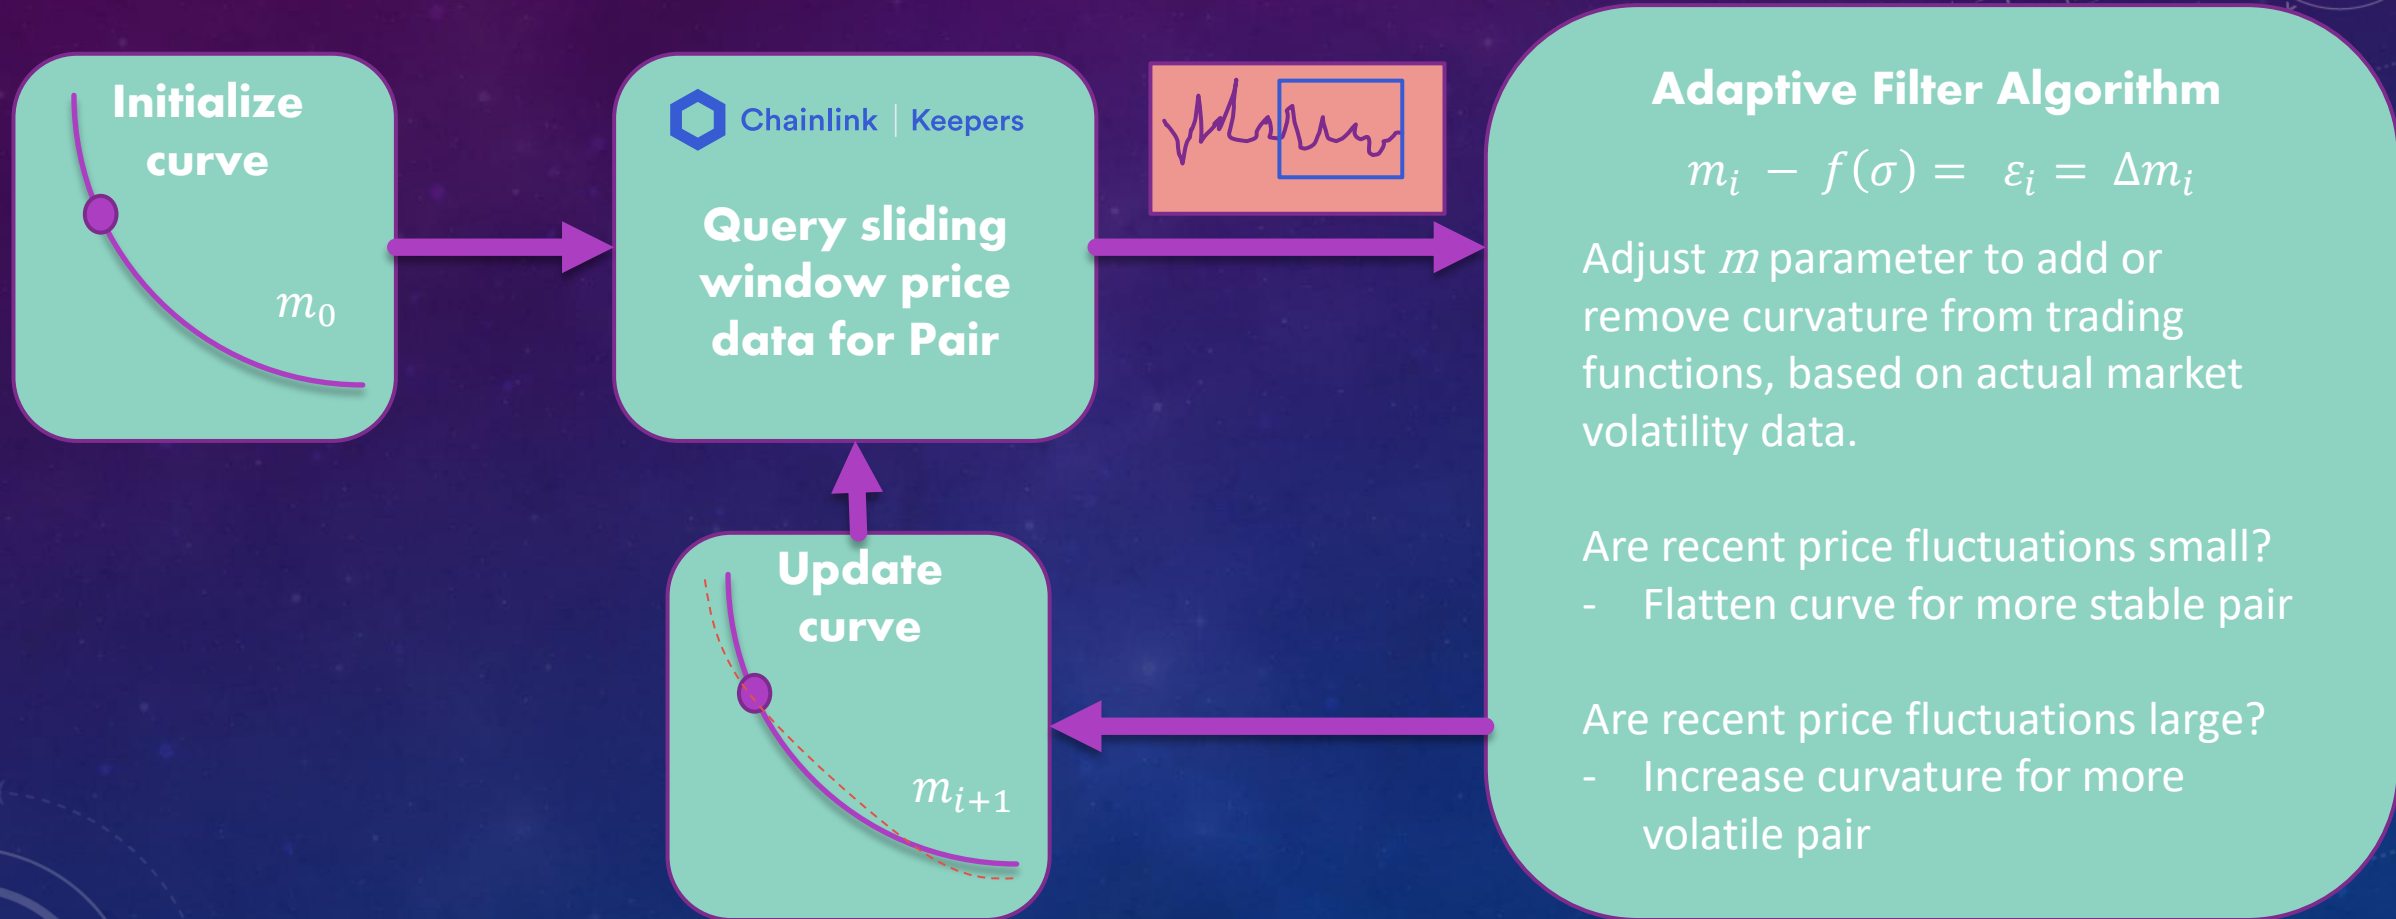 Initialize
curve
m₀
Chainlink | Keepers
Query sliding
window price
data for Pair
Adaptive Filter Algorithm
mᵢ − f(σ) = εᵢ = Δmᵢ
Adjust m parameter to add or
remove curvature from trading
functions, based on actual market
volatility data.
Are recent price fluctuations small?
- Flatten curve for more stable pair
Are recent price fluctuations large?
- Increase curvature for more
volatile pair
Update
curve
mᵢ₊₁